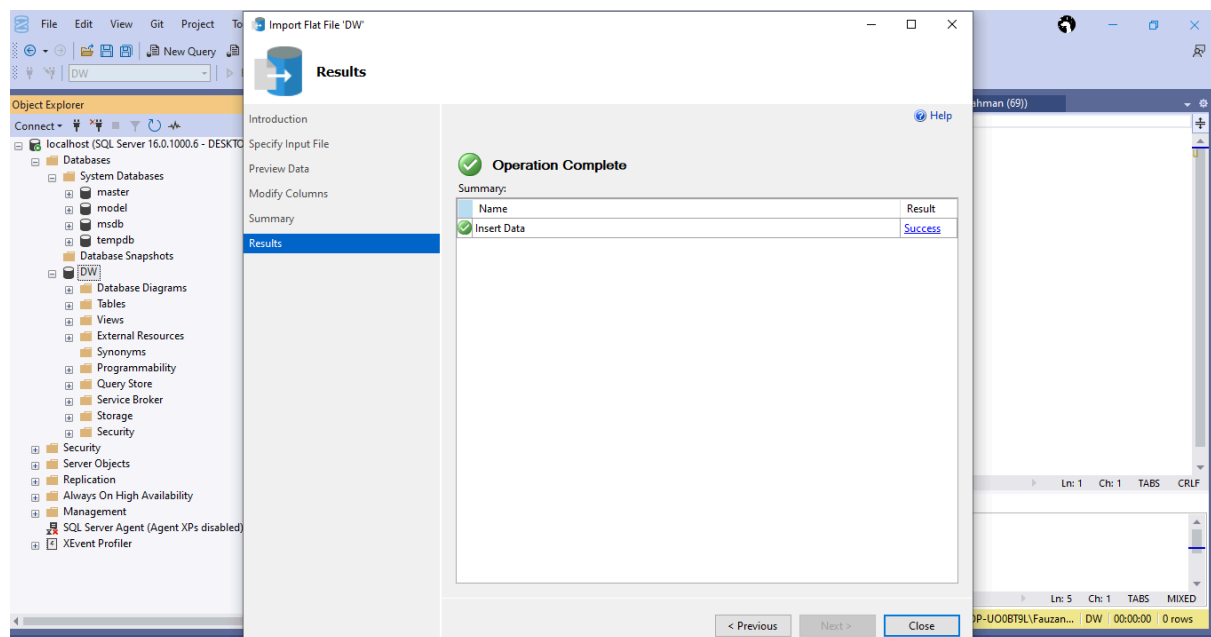 File Edit View Git Project To
New Query
DW
Object Explorer
Connect
localhost (SQL Server 16.0.1000.6 - DESKTO
Databases
System Databases
master
model
msdb
tempdb
Database Snapshots
DW
Database Diagrams
Tables
Views
External Resources
Synonyms
Programmability
Query Store
Service Broker
Storage
Security
Security
Server Objects
Replication
Always On High Availability
Management
SQL Server Agent (Agent XPs disabled)
XEvent Profiler
Import Flat File 'DW'
Results
Introduction
Specify Input File
Preview Data
Modify Columns
Summary
Results
Help
Operation Complete
Summary:
Name Result
Insert Data Success
< Previous Next > Close
ahman (69))
Ln: 1 Ch: 1 TABS CRLF
Ln: 5 Ch: 1 TABS MIXED
OP-UO0BT9L\Fauzan... DW 00:00:00 0 rows